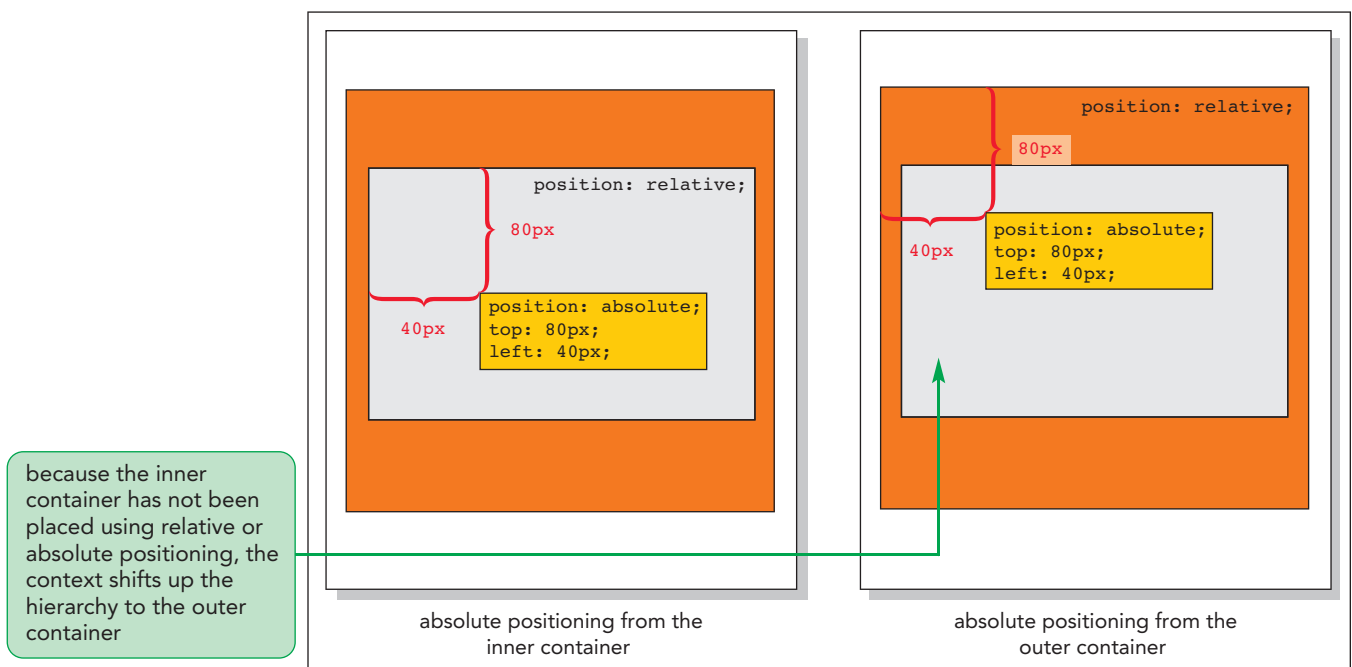 because the inner
container has not been
placed using relative or
absolute positioning, the
context shifts up the
hierarchy to the outer
container
position: relative;
80px
40px
position: absolute;
top: 80px;
left: 40px;
absolute positioning from the
inner container
position: relative;
80px
40px
position: absolute;
top: 80px;
left: 40px;
absolute positioning from the
outer container